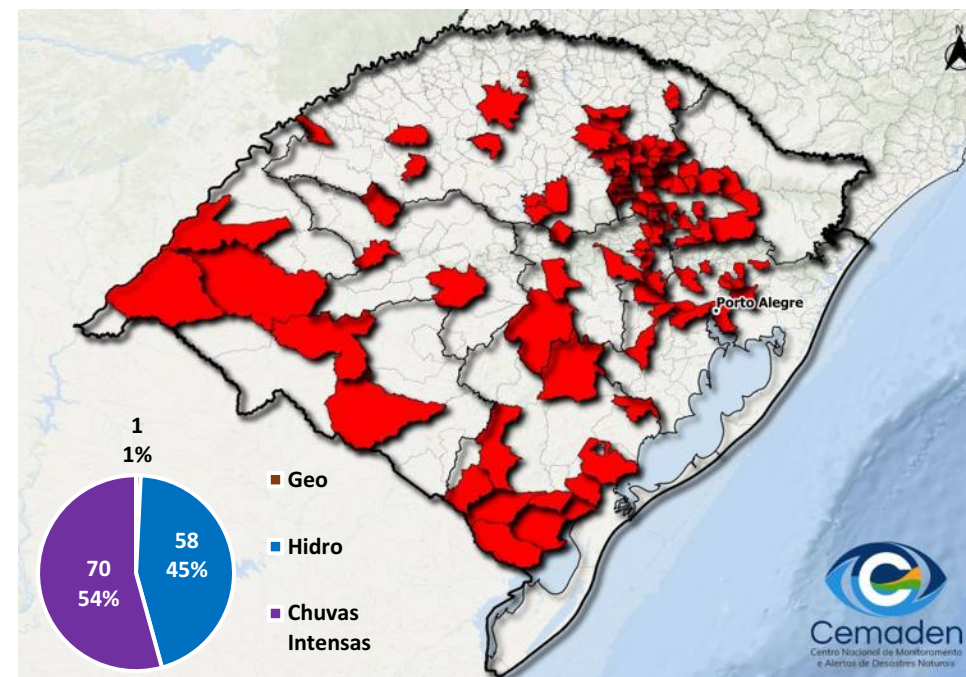 Porto Alegre
1
1%
58
45%
70
54%
Geo
Hidro
Chuvas
Intensas
Cemaden
Centro Nacional de Monitoramento
e Alertas de Desastres Naturais